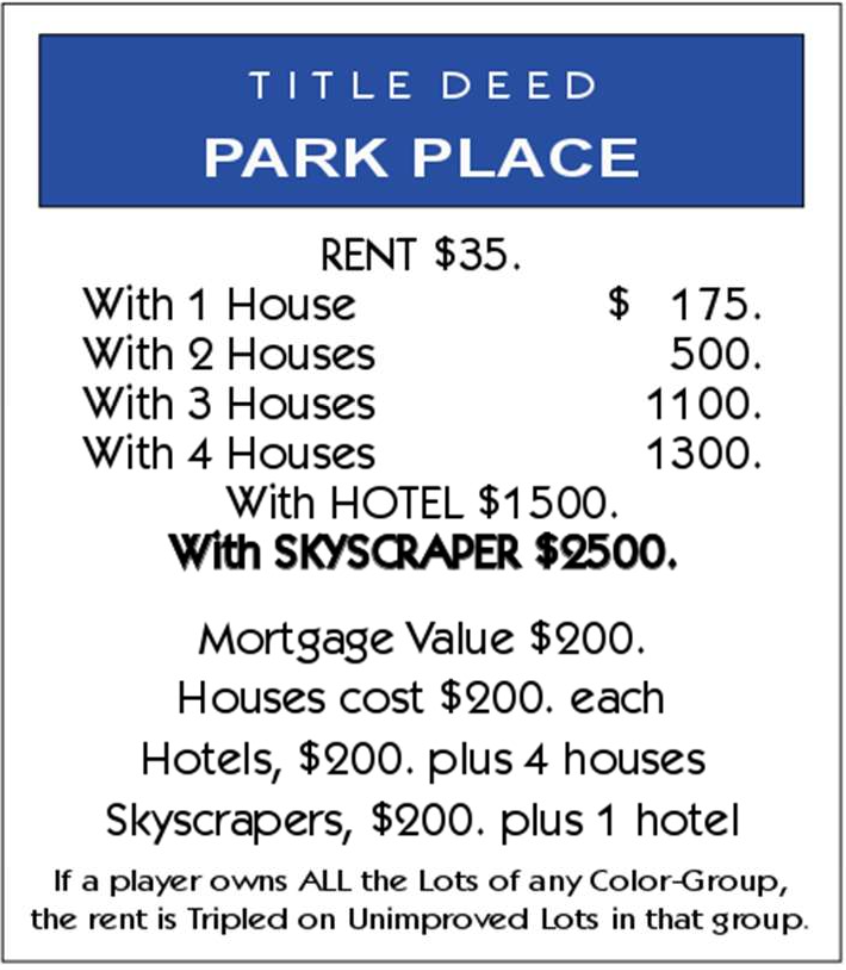 TITLE DEED
PARK PLACE
RENT $35.
With 1 House $ 175.
With 2 Houses 500.
With 3 Houses 1100.
With 4 Houses 1300.
With HOTEL $1500.
With SKYSCRAPER $2500.
Mortgage Value $200.
Houses cost $200. each
Hotels, $200. plus 4 houses
Skyscrapers, $200. plus 1 hotel
If a player owns ALL the Lots of any Color-Group,
the rent is Tripled on Unimproved Lots in that group.